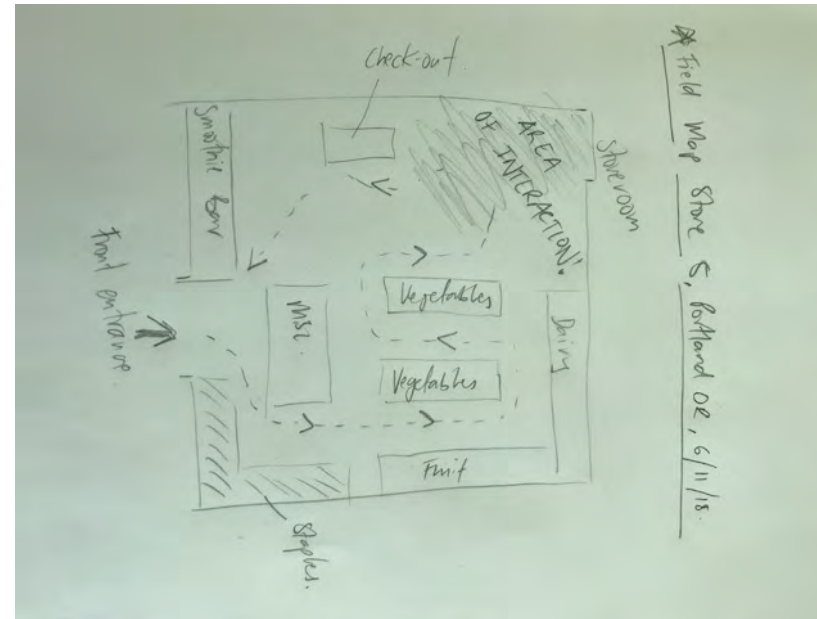 * Field Map Store 5, Portland OR, 6/11/18.
Check-out
Storeroom
AREA
OF INTERACTION.
Smoothie Bar
Front entrance.
MSC.
Vegetables
Vegetables
Dairy
Fruit
Staples.